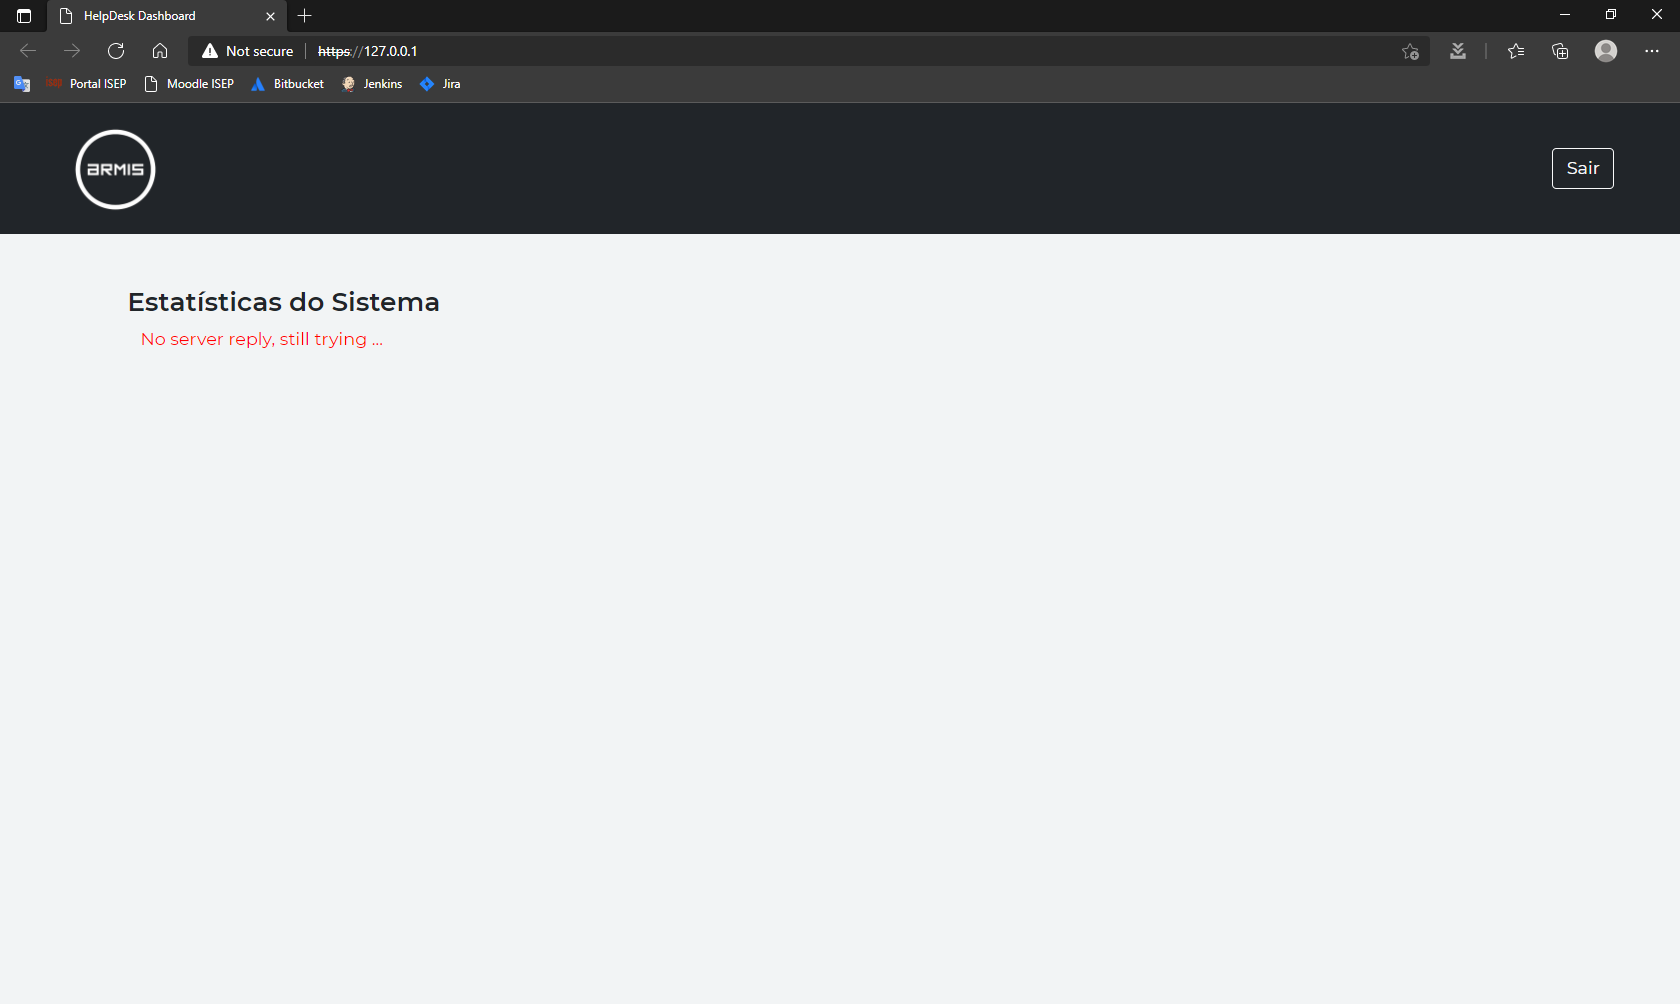 HelpDesk Dashboard
Not secure https://127.0.0.1
Portal ISEP Moodle ISEP Bitbucket Jenkins Jira
ARMIS
Sair
Estatísticas do Sistema
No server reply, still trying ...